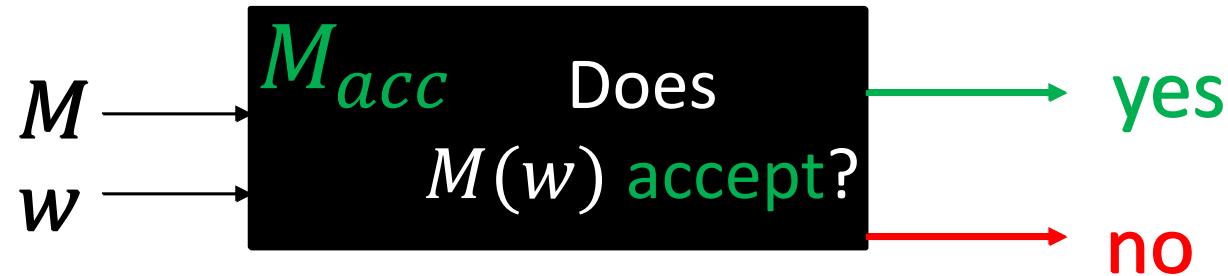 M
w
M_acc
Does
M(w) accept?
yes
no